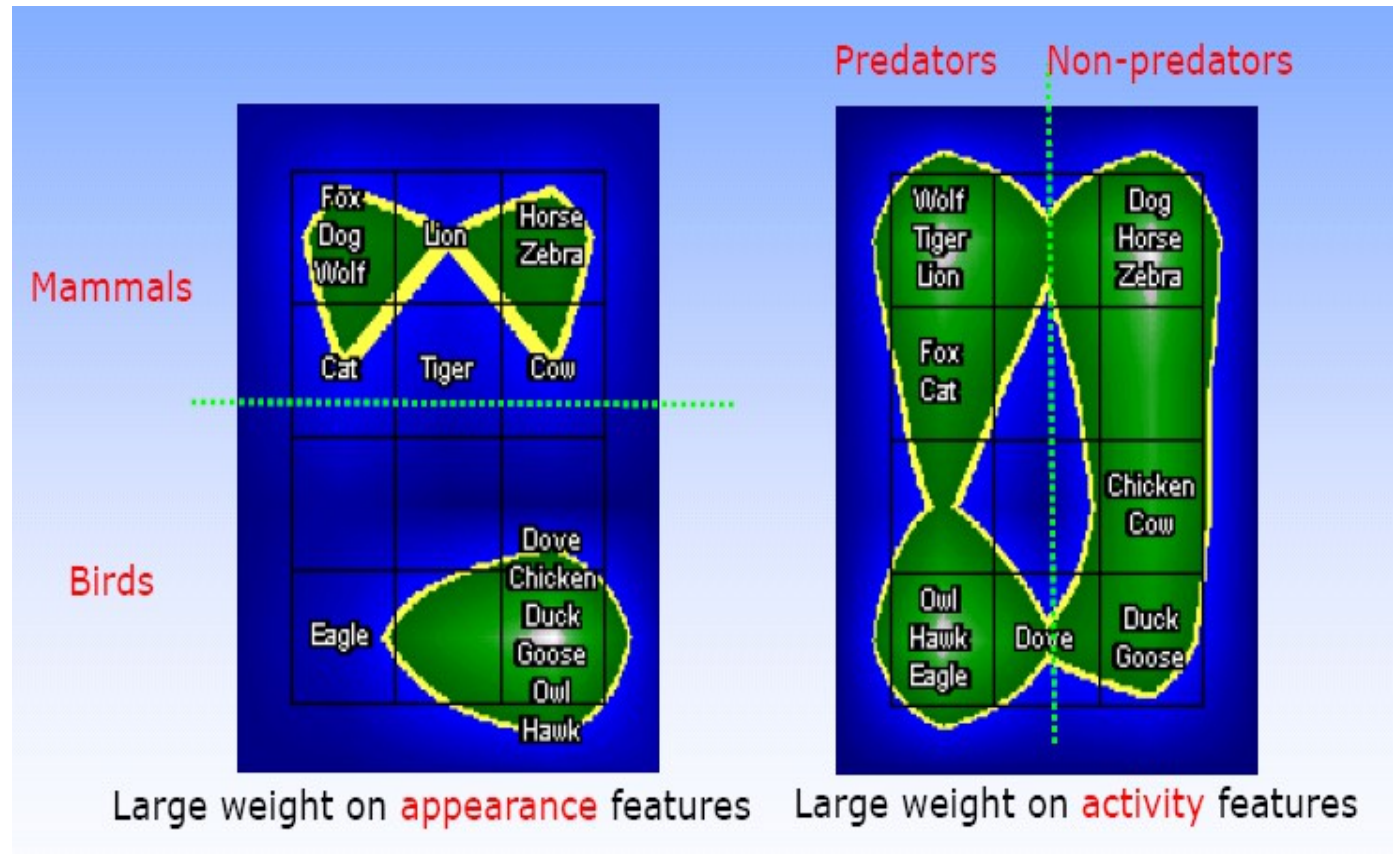 Predators Non-predators
Mammals
Birds
Fox
Dog
Wolf
Lion
Horse
Zebra
Cat
Tiger
Cow
Dove
Chicken
Duck
Goose
Owl
Hawk
Eagle
Wolf
Tiger
Lion
Dog
Horse
Zebra
Fox
Cat
Chicken
Cow
Owl
Hawk
Eagle
Dove
Duck
Goose
Large weight on appearance features
Large weight on activity features